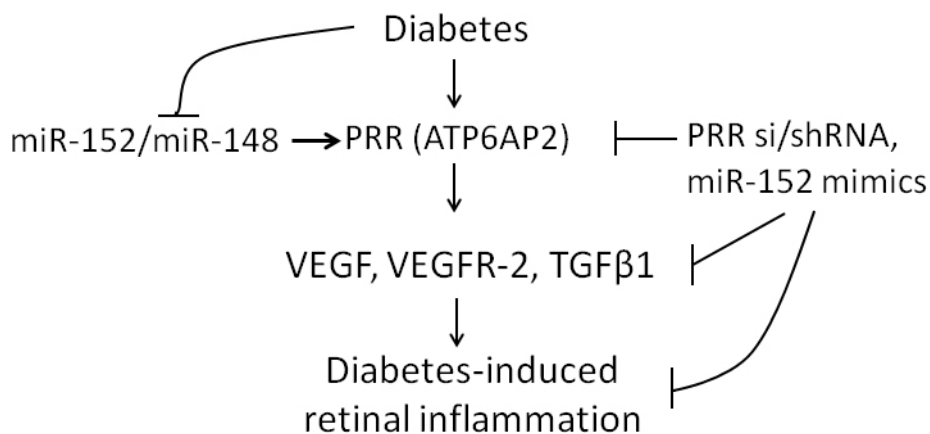 Diabetes
miR-152/miR-148
PRR (ATP6AP2)
PRR si/shRNA,
miR-152 mimics
VEGF, VEGFR-2, TGFβ1
Diabetes-induced
retinal inflammation